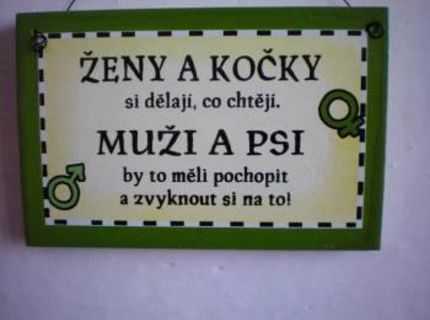 ŽENY A KOČKY
si dělají, co chtějí.
MUŽI A PSI
by to měli pochopit
a zvyknout si na to!